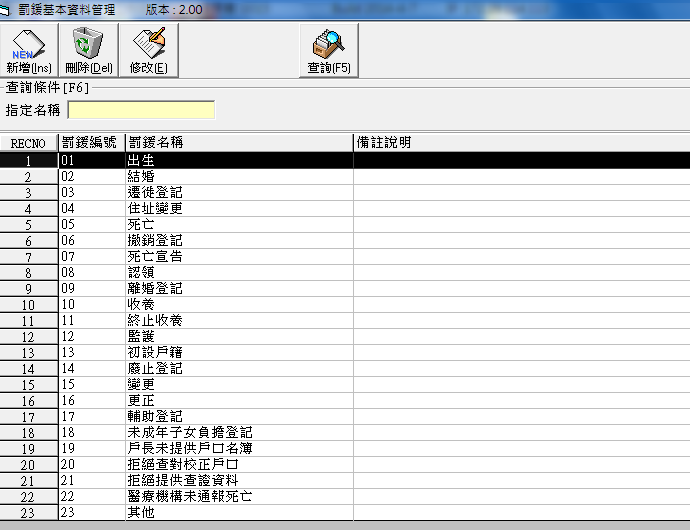 罰鍰基本資料管理 版本 : 2.00
新增(Ins) 刪除(Del) 修改(E) 查詢(F5)
查詢條件[F6]
指定名稱
RECNO 罰鍰編號 罰鍰名稱 備註說明
1 01 出生
2 02 結婚
3 03 遷徙登記
4 04 住址變更
5 05 死亡
6 06 撤銷登記
7 07 死亡宣告
8 08 認領
9 09 離婚登記
10 10 收養
11 11 終止收養
12 12 監護
13 13 初設戶籍
14 14 廢止登記
15 15 變更
16 16 更正
17 17 輔助登記
18 18 未成年子女負擔登記
19 19 戶長未提供戶口名簿
20 20 拒絕查對校正戶口
21 21 拒絕提供查證資料
22 22 醫療機構未通報死亡
23 23 其他